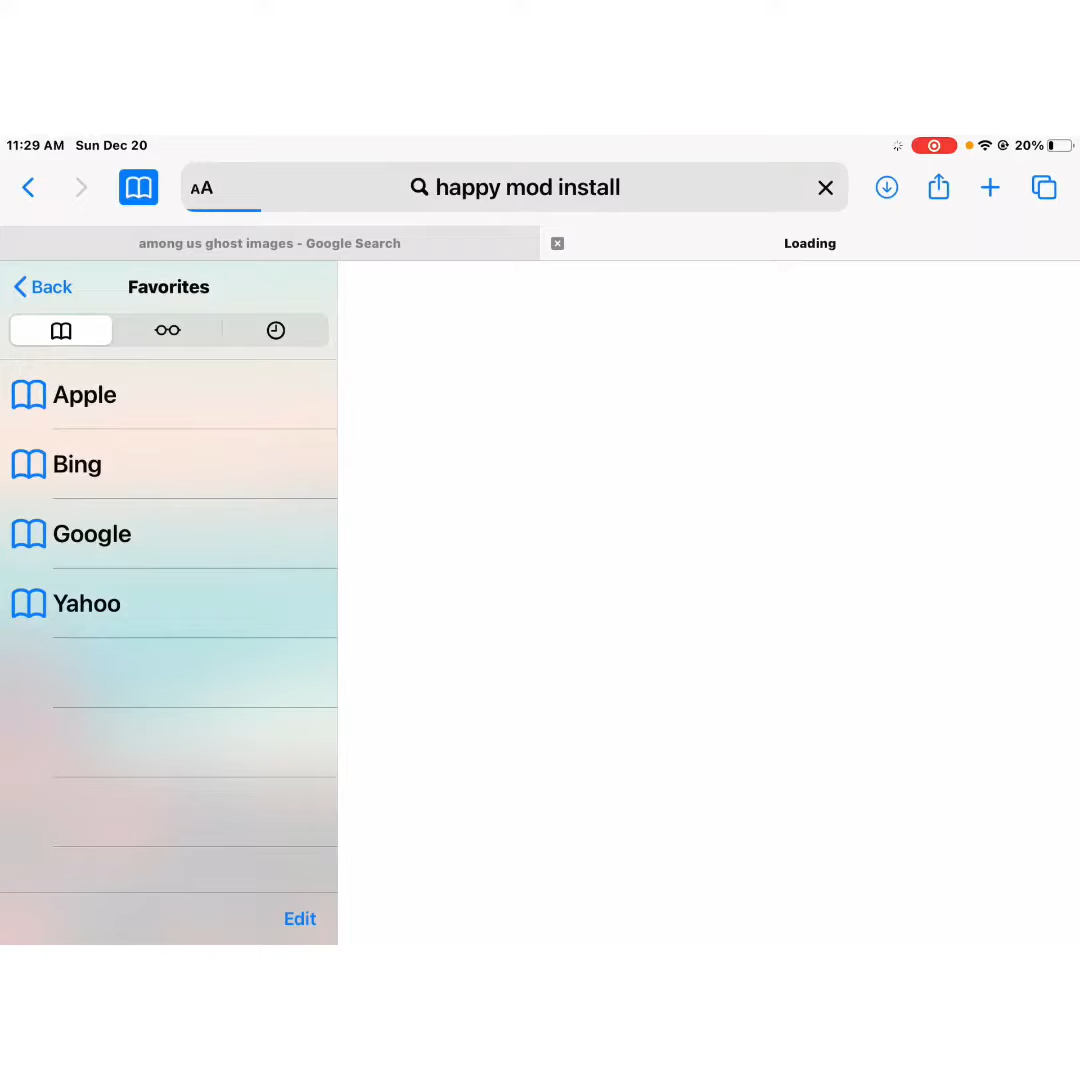 11:29 AM Sun Dec 20
20%
AA
happy mod install
among us ghost images - Google Search
Loading
Back
Favorites
Apple
Bing
Google
Yahoo
Edit